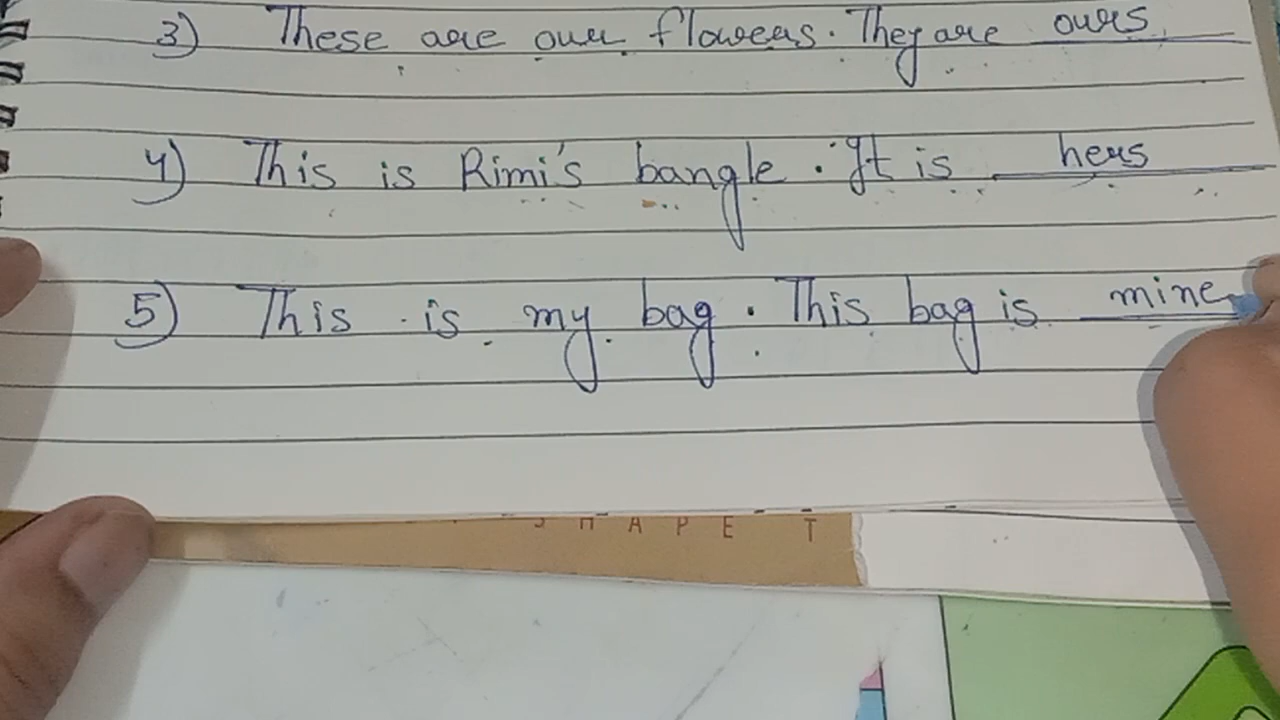 3) These are our flowers. They are ours.
4) This is Rimi's bangle. It is hers
5) This is my bag. This bag is mine
S H A P E T